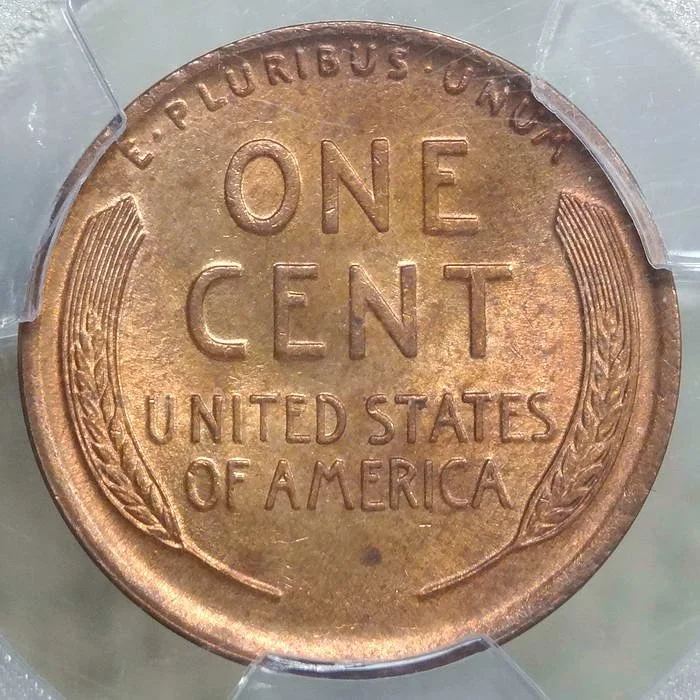 E·PLURIBUS·UNUM
ONE
CENT
UNITED STATES
OF AMERICA